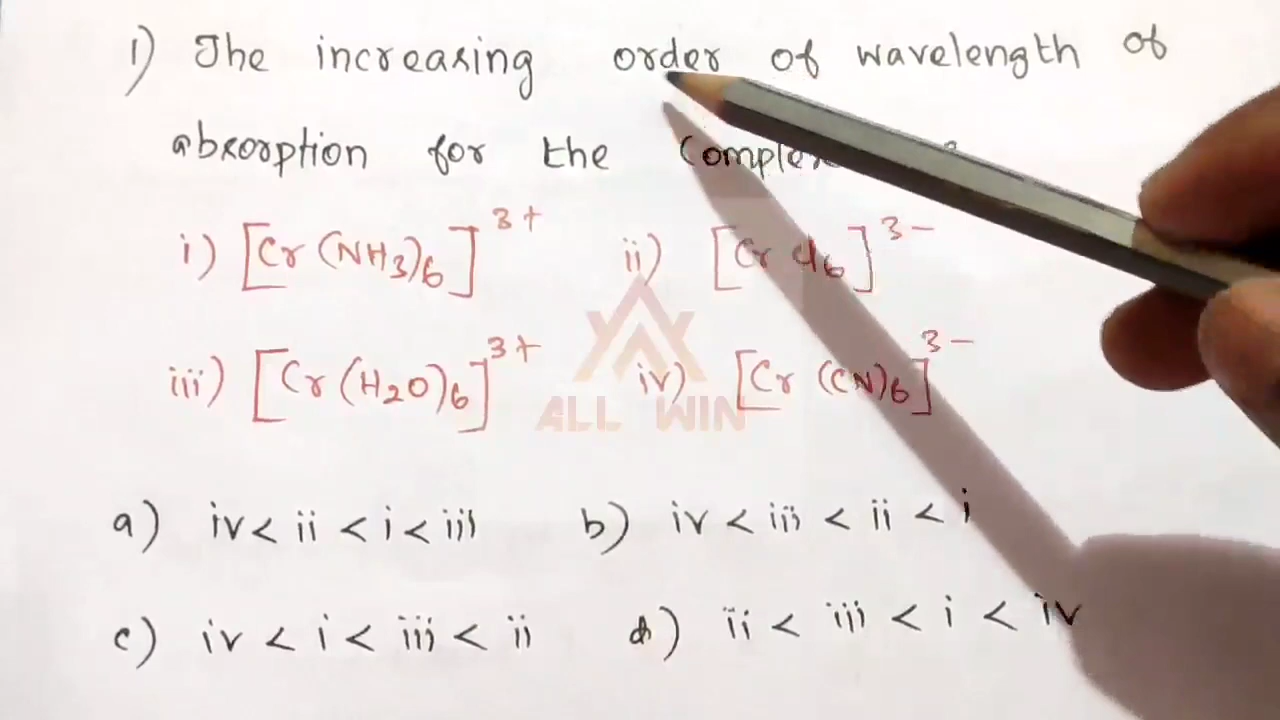 1) The increasing order of wavelength of
absorption for the
i) [Cr (NH3)6]3+ ii) [Cr Cl6]3-
iii) [Cr (H2O)6]3+ iv) [Cr (CN)6]3-
ALL WIN
a) iv < ii < i < iii b) iv < iii < ii < i
c) iv < i < iii < ii d) ii < iii < i < iv